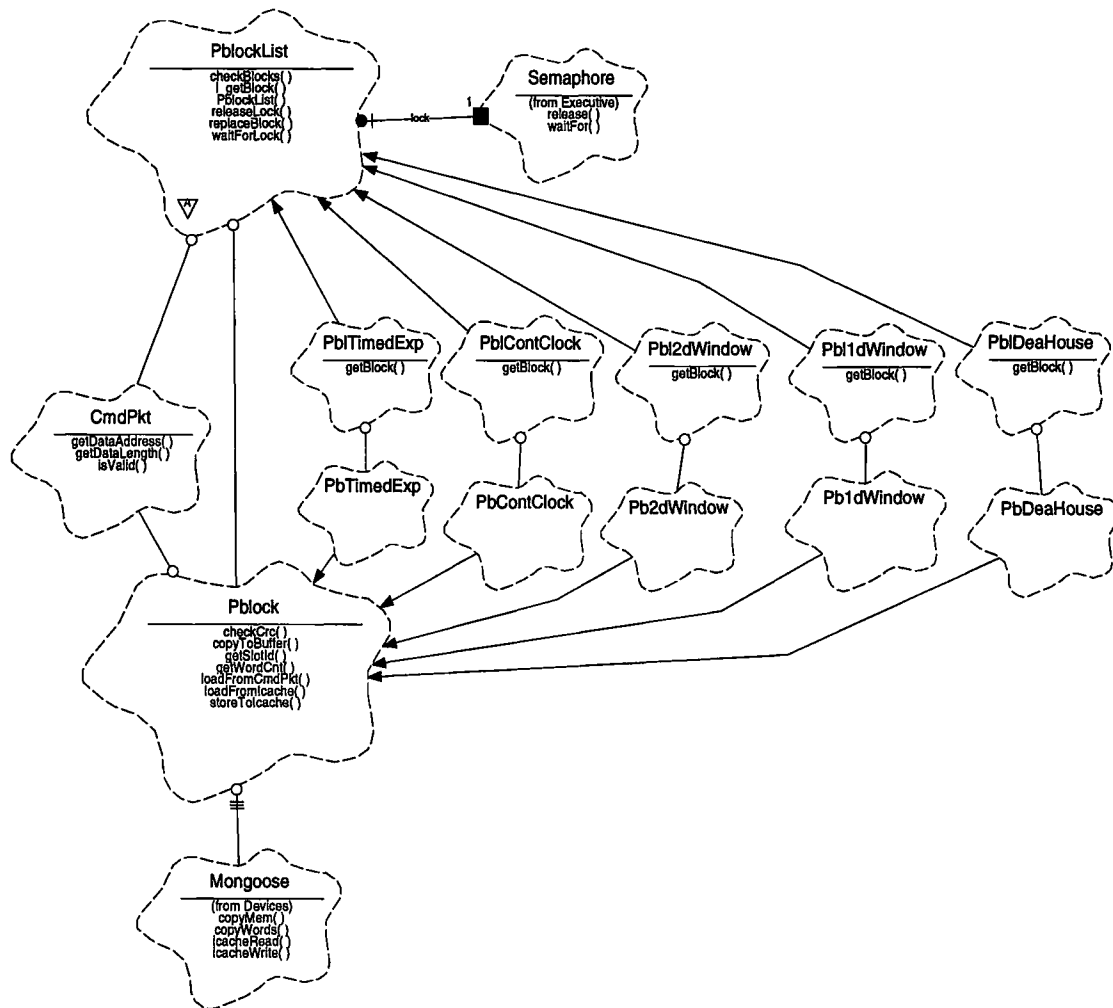 PblockList
checkBlocks( )
| getBlock( )
PblockList( )
releaseLock( )
replaceBlock( )
waitForLock( )
A
1
lock
Semaphore
(from Executive)
release( )
waitFor( )
PblTimedExp
getBlock( )
PblContClock
getBlock( )
Pbl2dWindow
getBlock( )
Pbl1dWindow
getBlock( )
PblDeaHouse
getBlock( )
CmdPkt
getDataAddress( )
getDataLength( )
isValid( )
PbTimedExp
PbContClock
Pb2dWindow
Pb1dWindow
PbDeaHouse
Pblock
checkCrc( )
copyToBuffer( )
getSlotId( )
getWordCnt( )
loadFromCmdPkt( )
loadFromIcache( )
storeToIcache( )
Mongoose
(from Devices)
copyMem( )
copyWords( )
icacheRead( )
icacheWrite( )